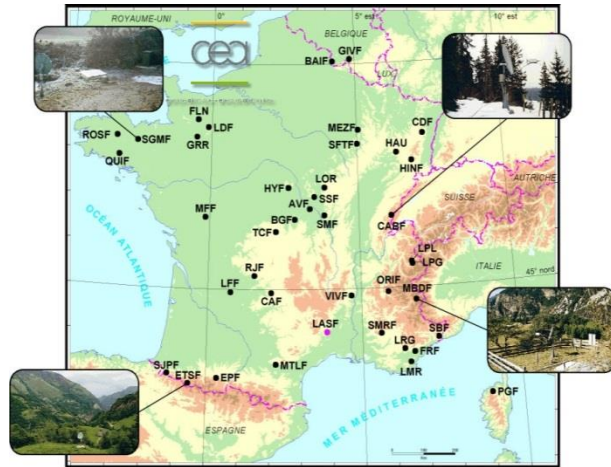 ROYAUME-UNI
0°
5° est
10° est
BELGIQUE
cea
GIVF
BAIF
LUX
FLN
LDF
GRR
MEZF
SFTF
CDF
HAU
HINF
ROSF
SGMF
QUIF
HYF
LOR
SSF
AVF
BGF
SMF
TCF
MFF
CABF
SUISSE
AUTRICHE
OCÉAN ATLANTIQUE
LPL
LPG
ITALIE
45° nord
RJF
LFF
CAF
VIVF
ORIF
MBDF
LASF
SMRF
SBF
LRG
FRF
LMR
SJPF
ETSF
EPF
MTLF
ESPAGNE
MER MÉDITERRANÉE
PGF